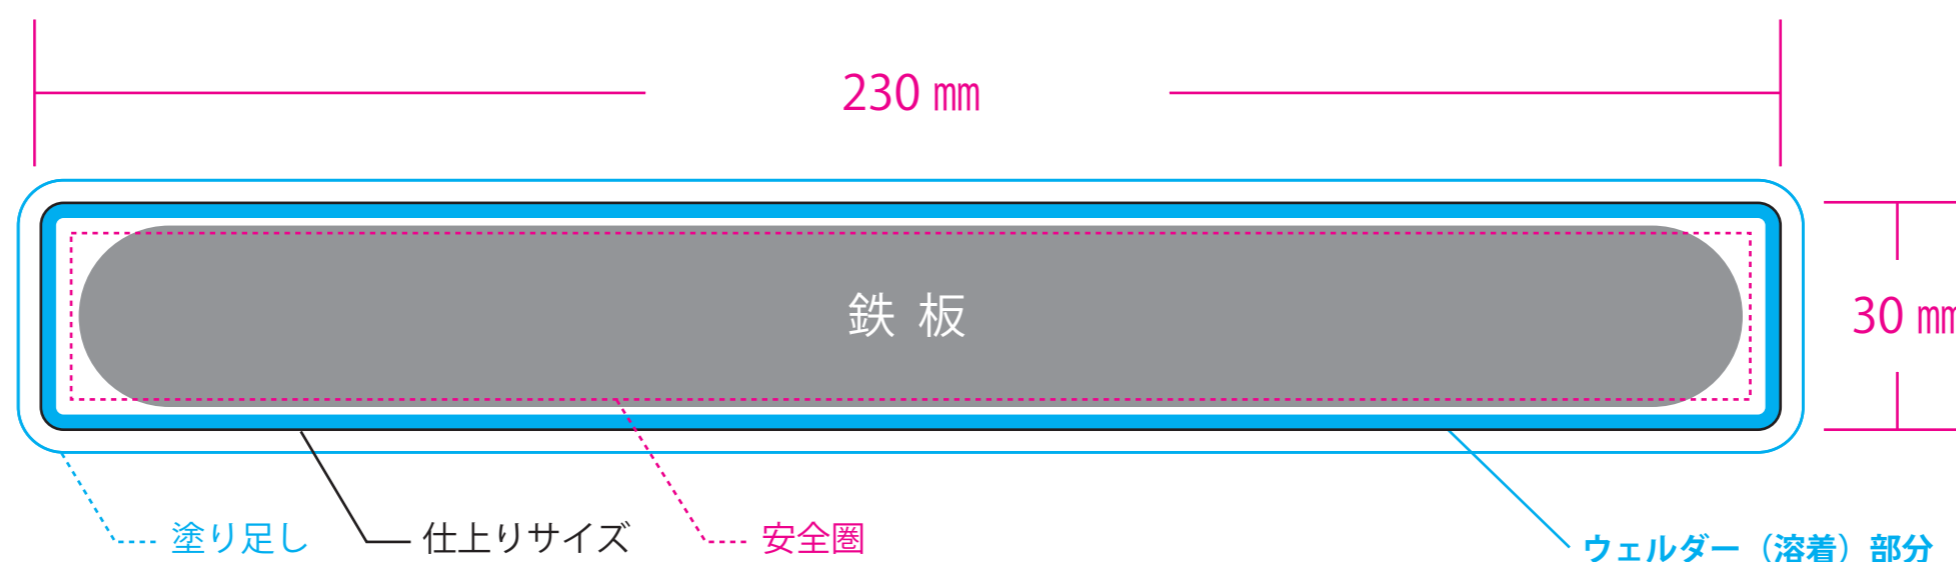 230 ㎜
30 ㎜
鉄 板
塗り足し
仕上りサイズ
安全圏
ウェルダー（溶着）部分